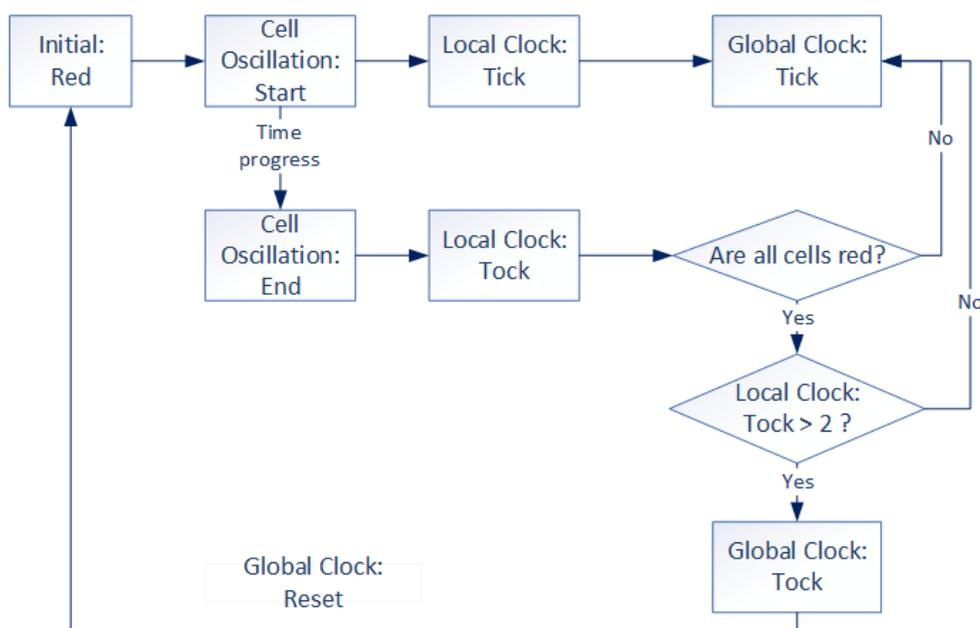 Initial:
Red
Cell
Oscillation:
Start
Local Clock:
Tick
Global Clock:
Tick
Time
progress
No
Cell
Oscillation:
End
Local Clock:
Tock
Are all cells red?
Yes
No
Local Clock:
Tock > 2 ?
Yes
Global Clock:
Tock
Global Clock:
Reset